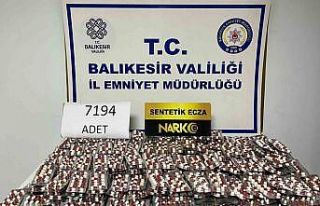 BALIKESİR
VALİLİĞİ
T.C.
BALIKESİR VALİLİĞİ
İL EMNİYET MÜDÜRLÜĞÜ
7194
ADET
SENTETİK ECZA
NARKO